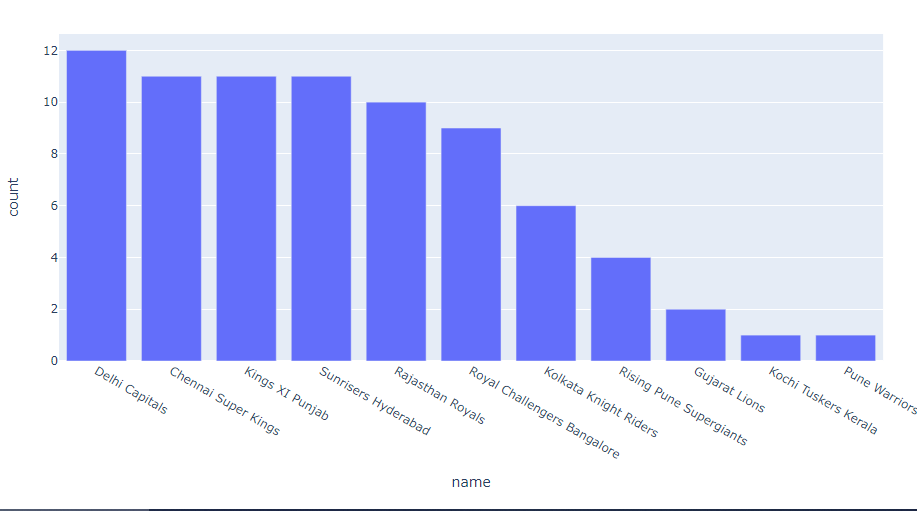 12
10
8
6
4
2
0
count
Delhi Capitals
Chennai Super Kings
Kings XI Punjab
Sunrisers Hyderabad
Rajasthan Royals
Royal Challengers Bangalore
Kolkata Knight Riders
Rising Pune Supergiants
Gujarat Lions
Kochi Tuskers Kerala
Pune Warriors
name